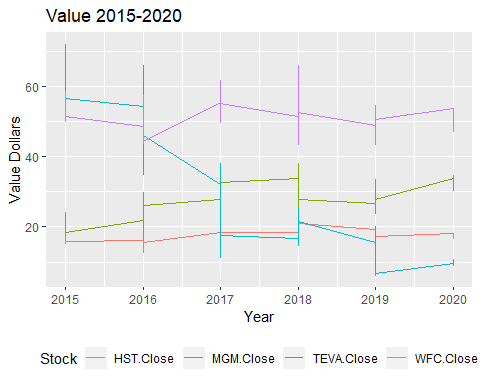 Value 2015-2020
60
40
20
Value Dollars
2015 2016 2017 2018 2019 2020
Year
Stock HST.Close MGM.Close TEVA.Close WFC.Close